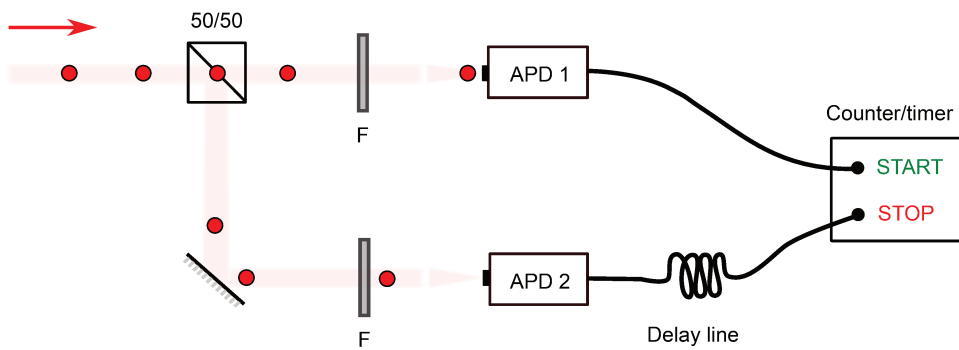 50/50
F
APD 1
Counter/timer
START
STOP
F
APD 2
Delay line